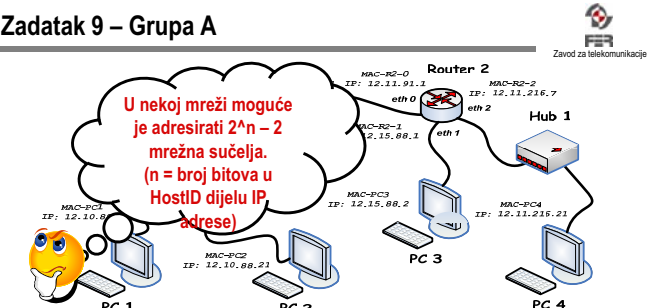 Zadatak 9 – Grupa A
FER
Zavod za telekomunikacije
U nekoj mreži moguće
je adresirati 2^n – 2
mrežna sučelja.
(n = broj bitova u
HostID dijelu IP
adrese)
MAC-R2-0
IP: 12.11.91.1
eth 0
Router 2
MAC-R2-2
IP: 12.11.216.7
eth 2
Hub 1
MAC-R2-1
12.15.88.1
eth 1
MAC-PC3
IP: 12.15.88.2
PC 3
MAC-PC4
IP: 12.11.216.21
PC 4
MAC-PC1
IP: 12.10.8
PC 1
MAC-PC2
IP: 12.10.88.21
PC 2